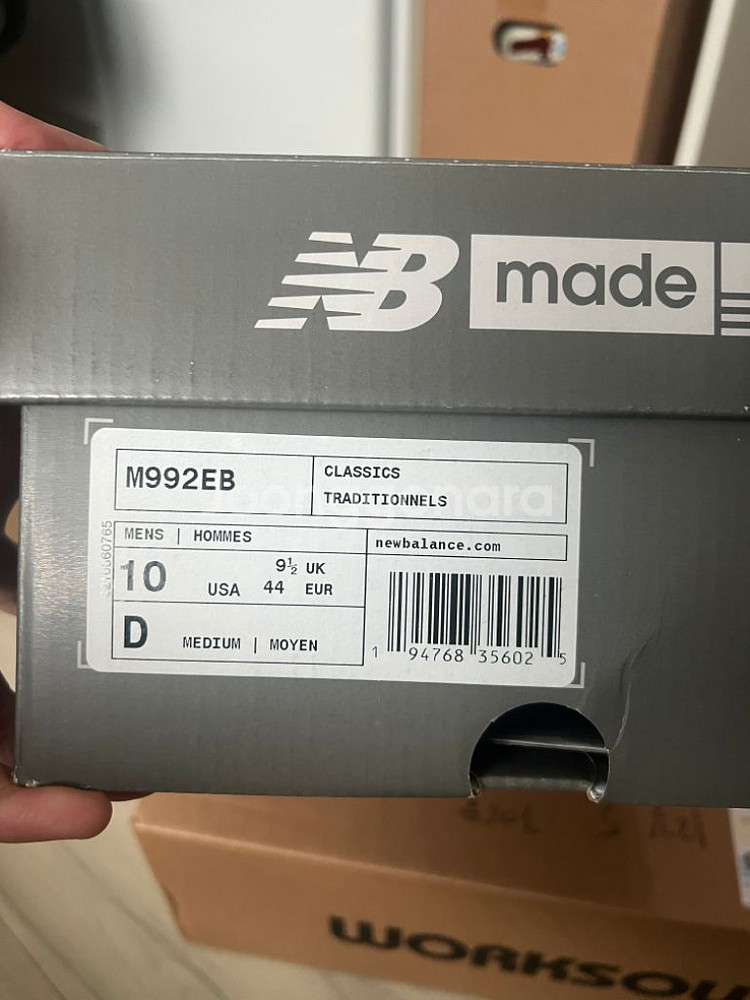 NB made
M992EB
CLASSICS
TRADITIONNELS
MENS | HOMMES
newbalance.com
10 USA
9½ UK
44 EUR
D MEDIUM | MOYEN
1 94768 35602 5